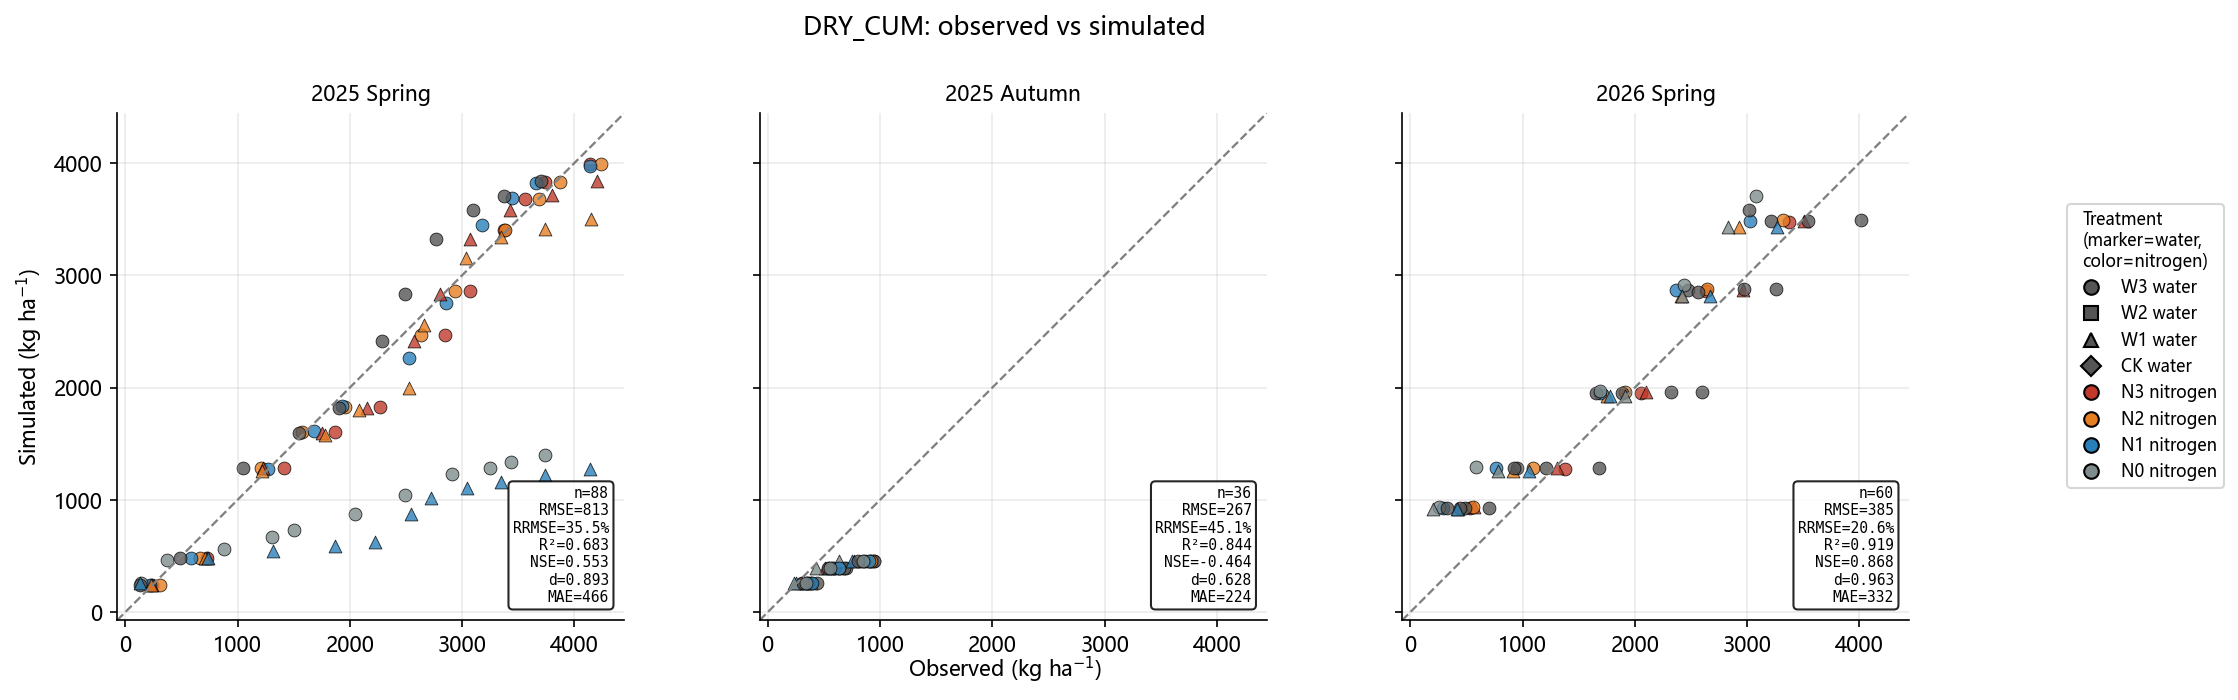 DRY_CUM: observed vs simulated
2025 Spring
2025 Autumn
2026 Spring
Simulated (kg ha⁻¹)
4000
3000
2000
1000
0
n=88
RMSE=813
RRMSE=35.5%
R²=0.683
NSE=0.553
d=0.893
MAE=466
0 1000 2000 3000 4000
n=36
RMSE=267
RRMSE=45.1%
R²=0.844
NSE=-0.464
d=0.628
MAE=224
0 1000 2000 3000 4000
n=60
RMSE=385
RRMSE=20.6%
R²=0.919
NSE=0.868
d=0.963
MAE=332
0 1000 2000 3000 4000
Observed (kg ha⁻¹)
Treatment
(marker=water,
color=nitrogen)
W3 water
W2 water
W1 water
CK water
N3 nitrogen
N2 nitrogen
N1 nitrogen
N0 nitrogen